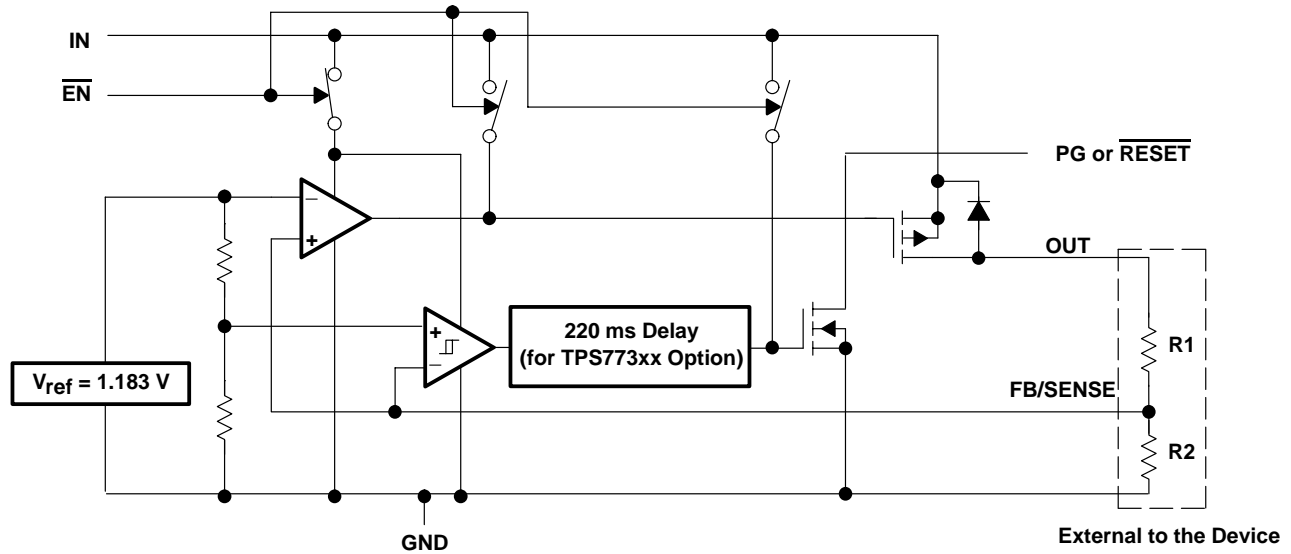 IN
EN
PG or RESET
OUT
−
+
+
−
220 ms Delay
(for TPS773xx Option)
R1
Vref = 1.183 V
FB/SENSE
R2
GND
External to the Device